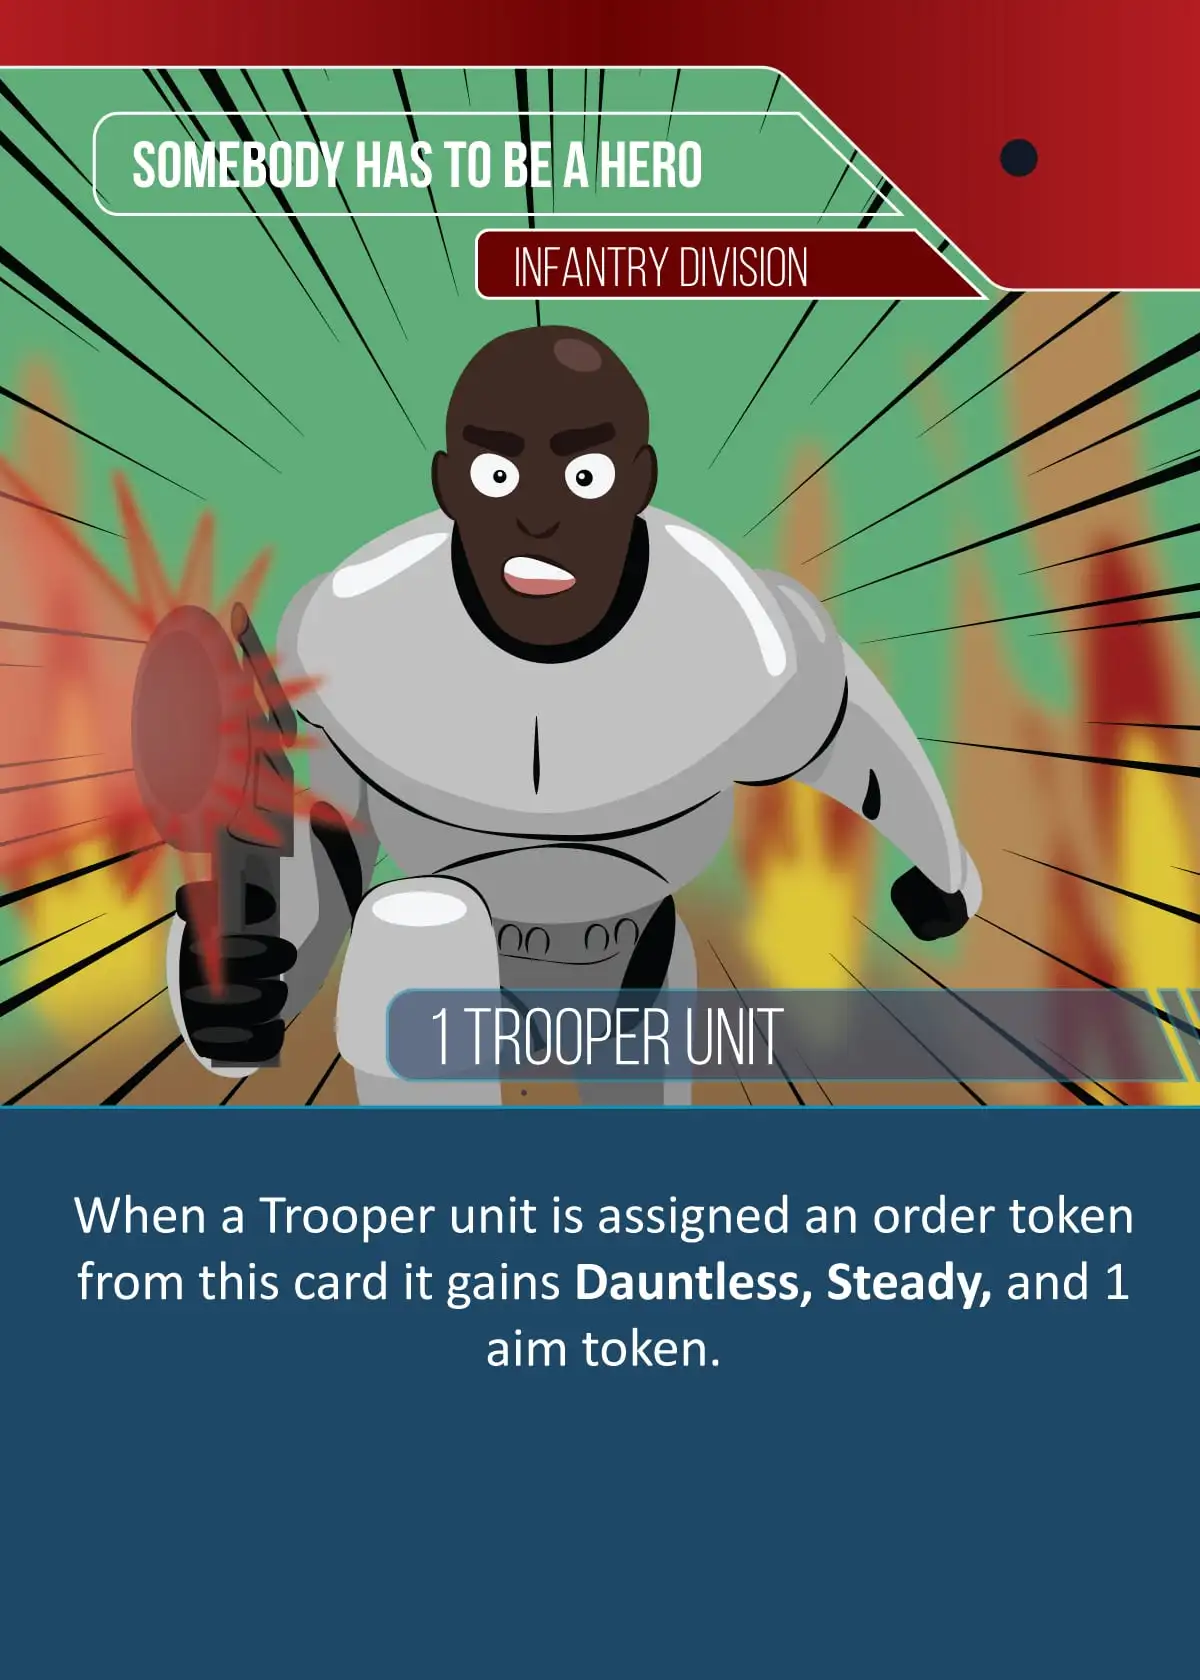 SOMEBODY HAS TO BE A HERO
INFANTRY DIVISION
1 TROOPER UNIT
When a Trooper unit is assigned an order token
from this card it gains Dauntless, Steady, and 1
aim token.